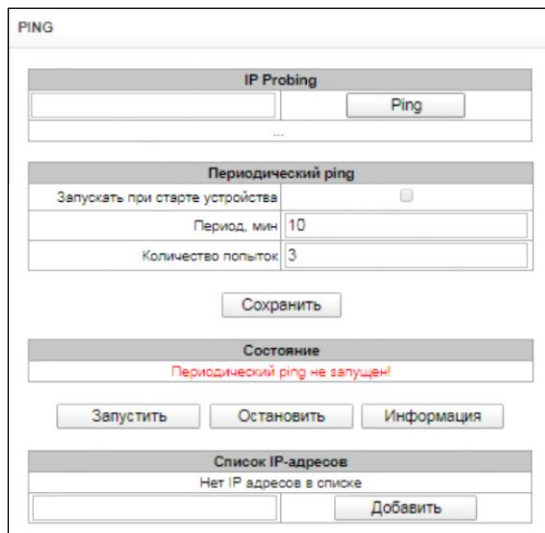 PING
IP Probing
Ping
...
Периодический ping
Запускать при старте устройства
Период, мин 10
Количество попыток 3
Сохранить
Состояние
Периодический ping не запущен!
Запустить Остановить Информация
Список IP-адресов
Нет IP адресов в списке
Добавить